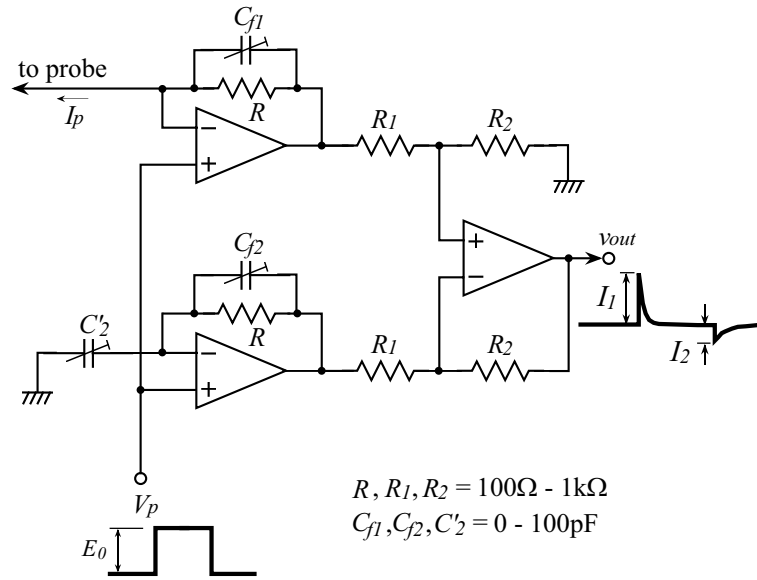 Cf1
to probe
Ip
R
R1
R2
−
+
Cf2
+
−
vout
I1
C'2
R
R1
R2
I2
−
+
Vp
R , R1, R2 = 100Ω - 1kΩ
Cf1,Cf2,C'2 = 0 - 100pF
E0